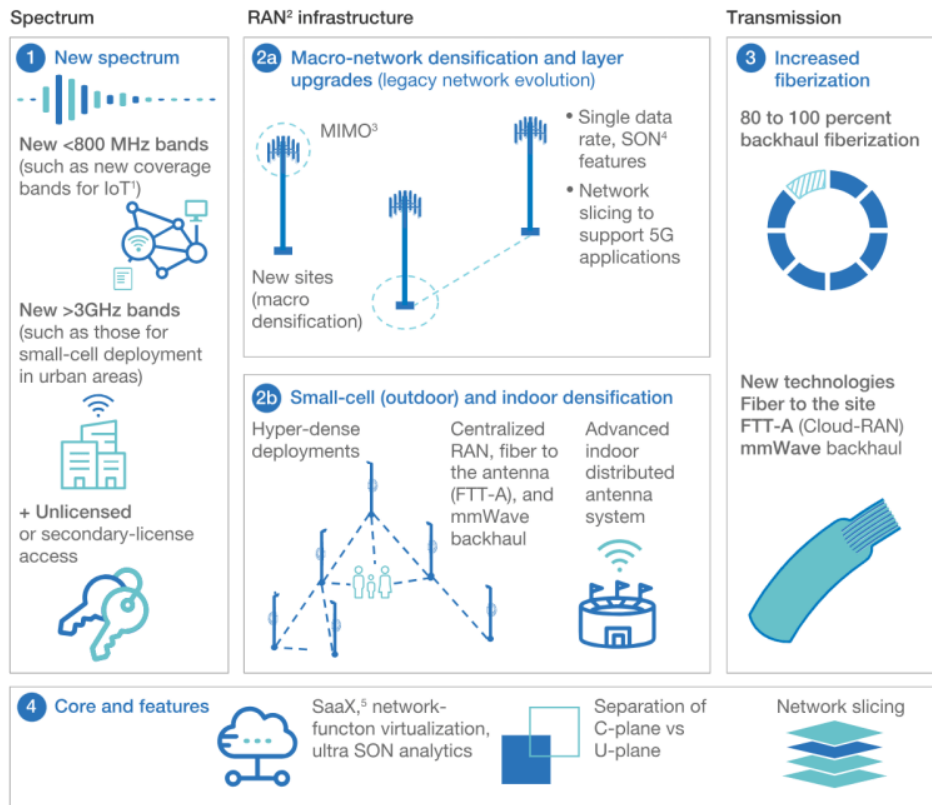 Spectrum
RAN² infrastructure
Transmission
1 New spectrum
New <800 MHz bands
(such as new coverage
bands for IoT¹)
New >3GHz bands
(such as those for
small-cell deployment
in urban areas)
+ Unlicensed
or secondary-license
access
2a Macro-network densification and layer
upgrades (legacy network evolution)
MIMO³
New sites
(macro
densification)
• Single data
rate, SON⁴
features
• Network
slicing to
support 5G
applications
2b Small-cell (outdoor) and indoor densification
Hyper-dense
deployments
Centralized
RAN, fiber to
the antenna
(FTT-A), and
mmWave
backhaul
Advanced
indoor
distributed
antenna
system
3 Increased
fiberization
80 to 100 percent
backhaul fiberization
New technologies
Fiber to the site
FTT-A (Cloud-RAN)
mmWave backhaul
4 Core and features
SaaX,⁵ network-
functon virtualization,
ultra SON analytics
Separation of
C-plane vs
U-plane
Network slicing